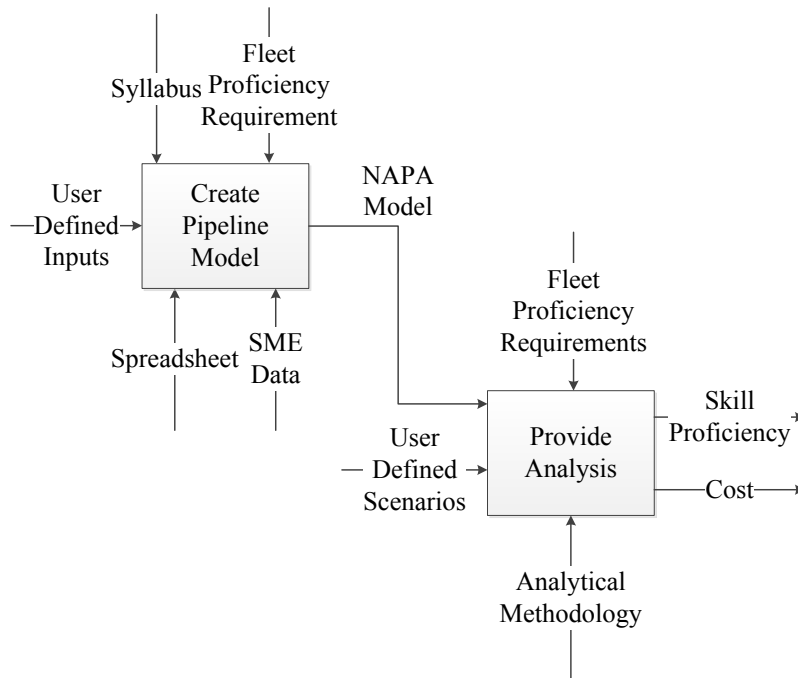 Syllabus
Fleet
Proficiency
Requirement
User
Defined
Inputs
Create
Pipeline
Model
NAPA
Model
Spreadsheet
SME
Data
Fleet
Proficiency
Requirements
User
Defined
Scenarios
Provide
Analysis
Skill
Proficiency
Cost
Analytical
Methodology